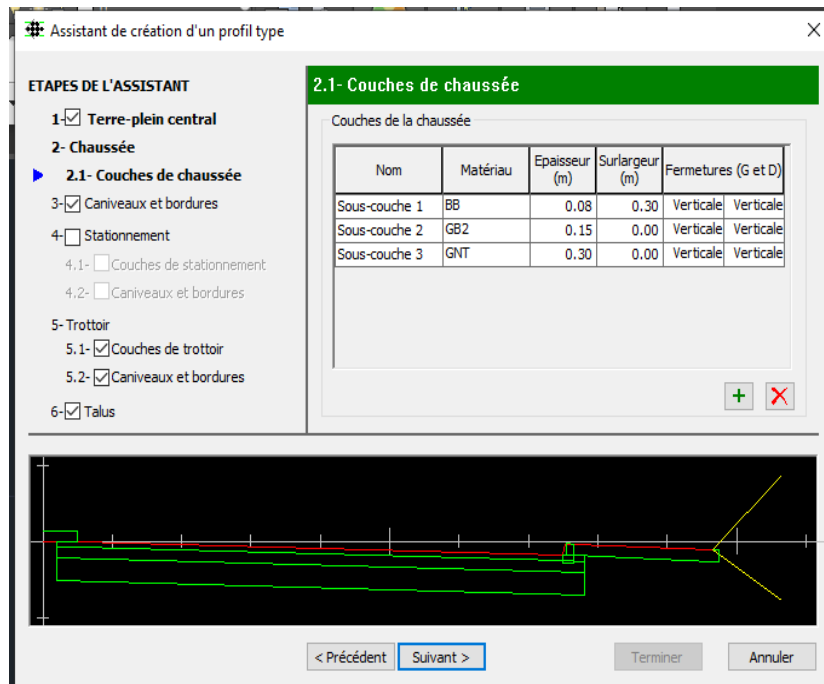 Assistant de création d'un profil type
ETAPES DE L'ASSISTANT
1- Terre-plein central
2- Chaussée
2.1- Couches de chaussée
3- Caniveaux et bordures
4- Stationnement
4.1- Couches de stationnement
4.2- Caniveaux et bordures
5- Trottoir
5.1- Couches de trottoir
5.2- Caniveaux et bordures
6- Talus
2.1- Couches de chaussée
Couches de la chaussée
Nom Matériau Epaisseur (m) Surlargeur (m) Fermetures (G et D)
Sous-couche 1 BB 0.08 0.30 Verticale Verticale
Sous-couche 2 GB2 0.15 0.00 Verticale Verticale
Sous-couche 3 GNT 0.30 0.00 Verticale Verticale
< Précédent Suivant > Terminer Annuler